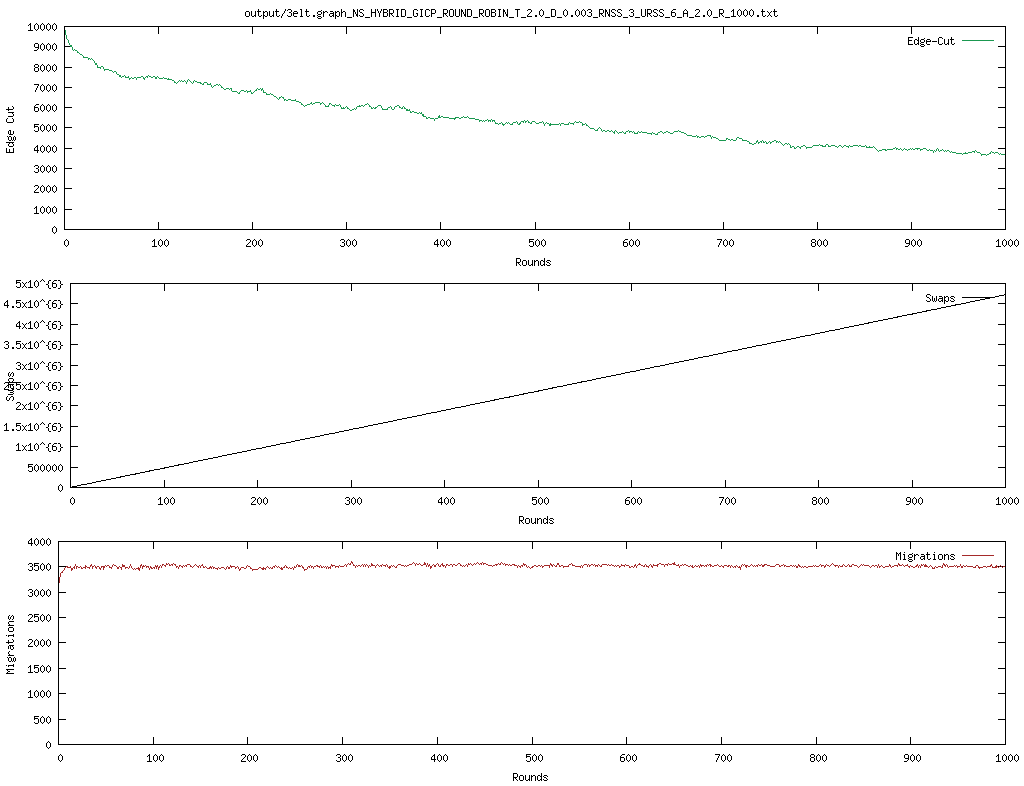 output/3elt.graph_NS_HYBRID_GICP_ROUND_ROBIN_T_2.0_D_0.003_RNSS_3_URSS_6_A_2.0_R_1000.txt
10000
9000
8000
7000
6000
5000
4000
3000
2000
1000
0
Edge Cut
Edge-Cut
0 100 200 300 400 500 600 700 800 900 1000
Rounds
5x10^{6}
4.5x10^{6}
4x10^{6}
3.5x10^{6}
3x10^{6}
2.5x10^{6}
2x10^{6}
1.5x10^{6}
1x10^{6}
500000
0
Swaps
Swaps
0 100 200 300 400 500 600 700 800 900 1000
Rounds
4000
3500
3000
2500
2000
1500
1000
500
0
Migrations
Migrations
0 100 200 300 400 500 600 700 800 900 1000
Rounds